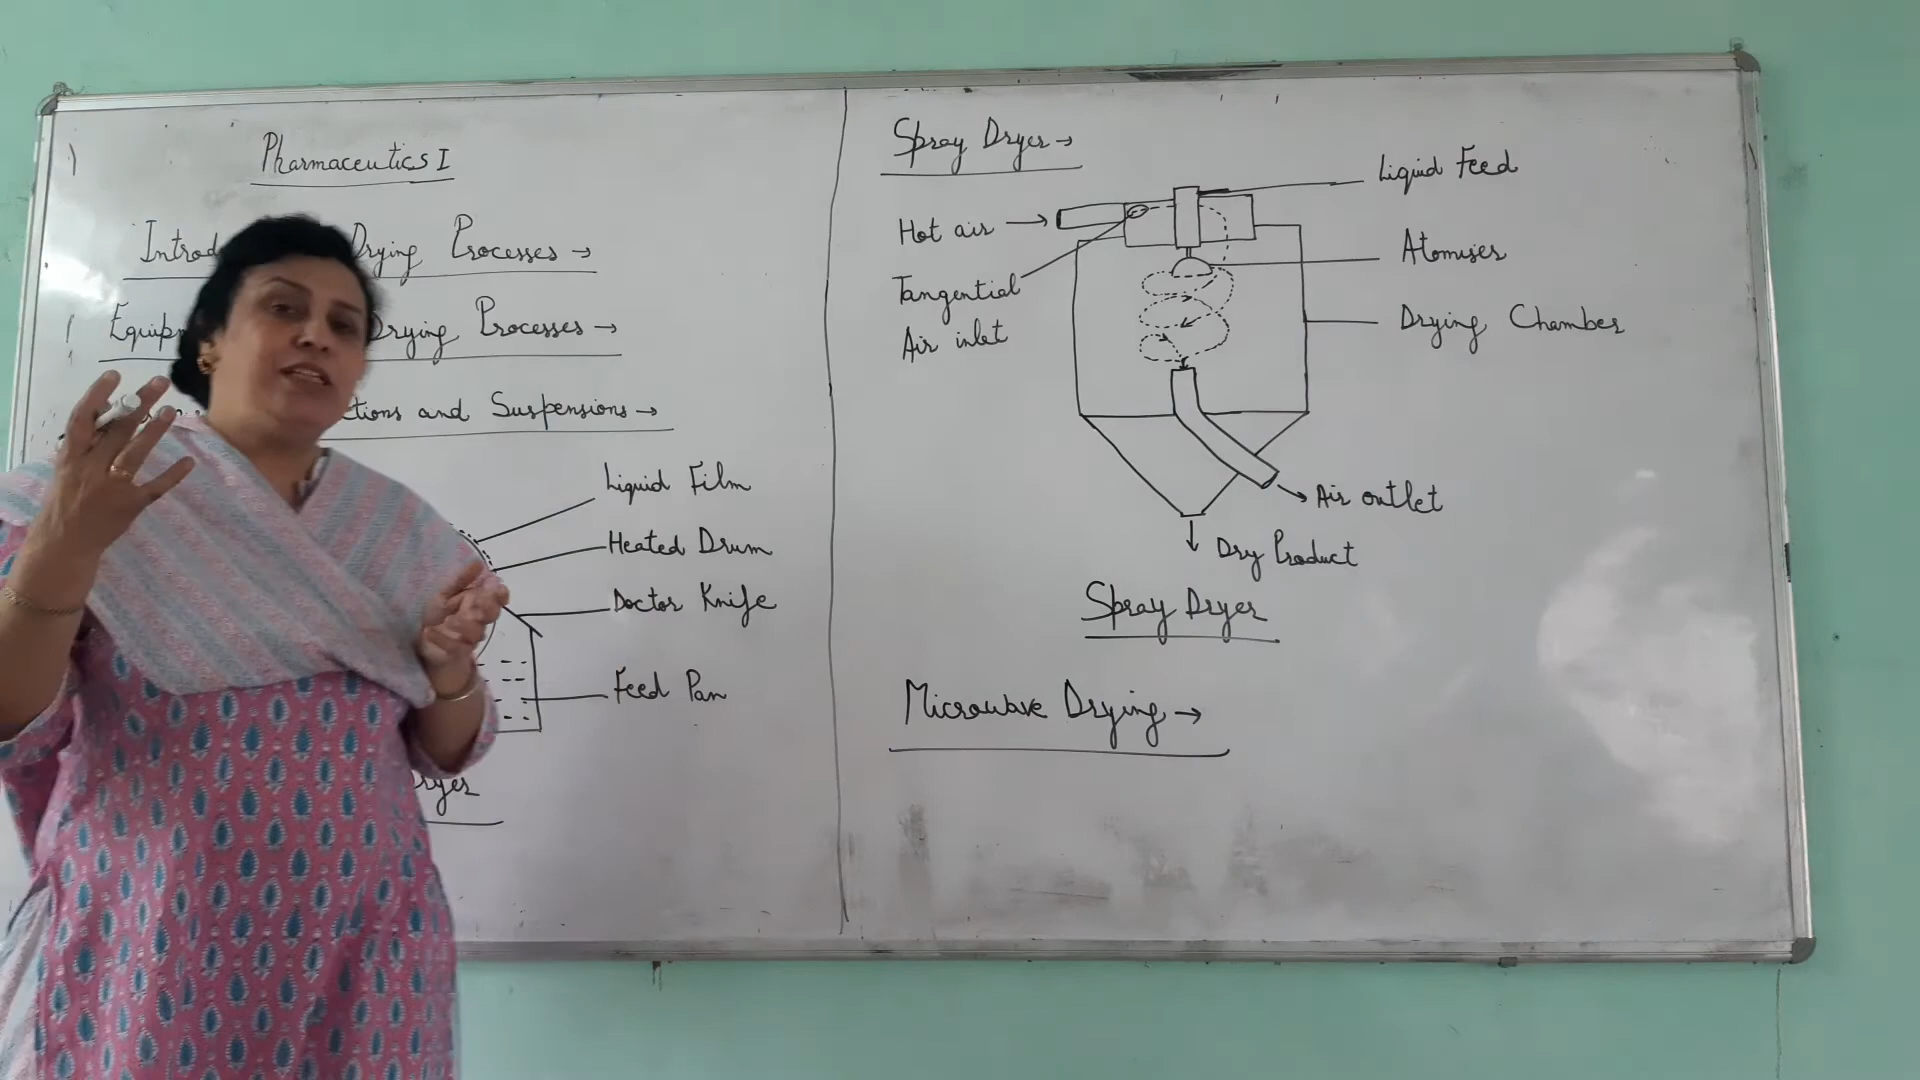 Pharmaceutics I
Drying Processes →
Drying Processes →
and Suspensions →
Liquid Film
Heated Drum
Doctor Knife
Feed Pan
Spray Dryer →
Liquid Feed
Hot air →
Atomiser
Tangential
Air inlet
Drying Chamber
Air outlet
Dry Product
Spray Dryer
Microwave Drying →